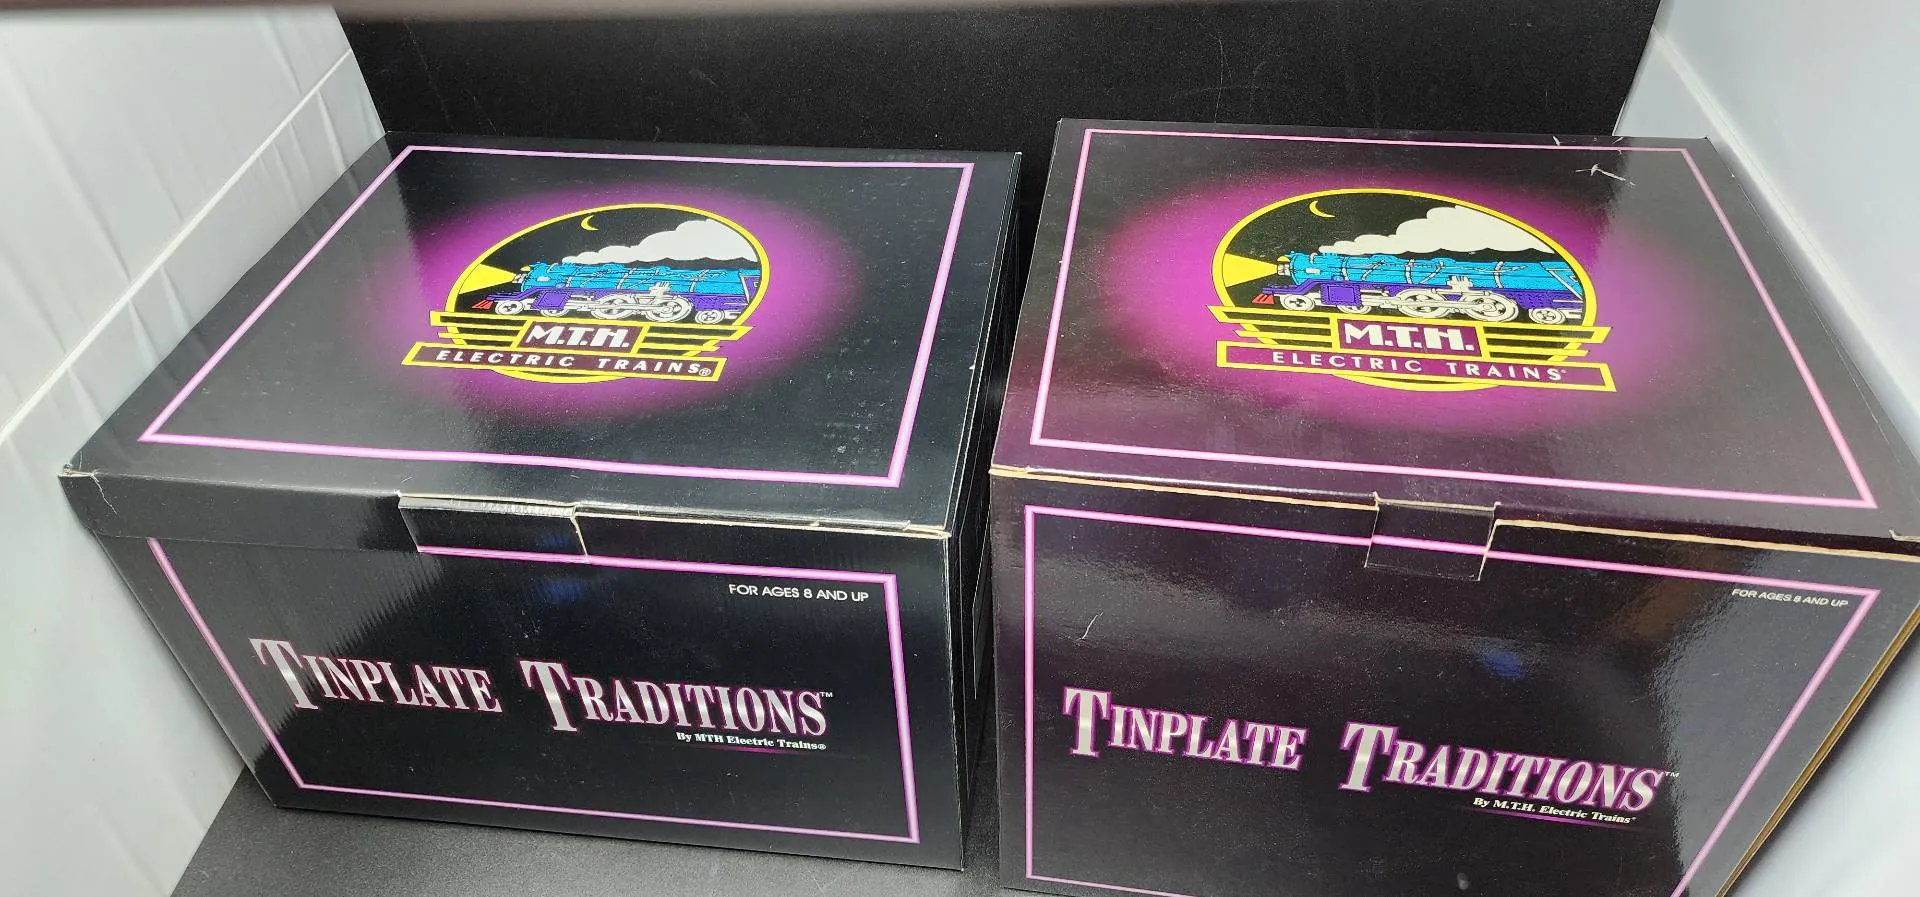 M.T.H.
ELECTRIC TRAINS®
FOR AGES 8 AND UP
TINPLATE TRADITIONS™
By MTH Electric Trains®
M.T.H.
ELECTRIC TRAINS®
FOR AGES 8 AND UP
TINPLATE TRADITIONS™
By M.T.H. Electric Trains®